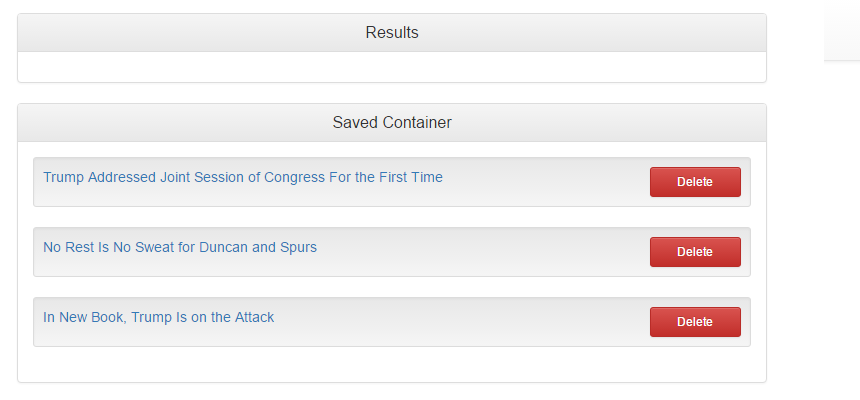 Results
Saved Container
Trump Addressed Joint Session of Congress For the First Time
Delete
No Rest Is No Sweat for Duncan and Spurs
Delete
In New Book, Trump Is on the Attack
Delete